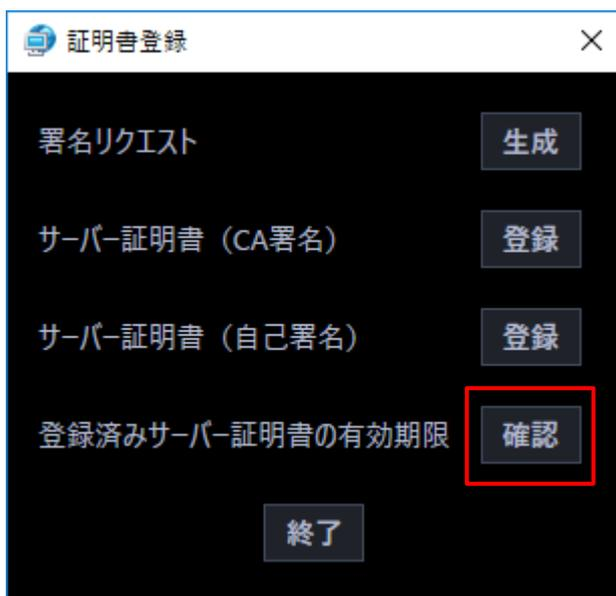 証明書登録
署名リクエスト 生成
サーバー証明書（CA署名） 登録
サーバー証明書（自己署名） 登録
登録済みサーバー証明書の有効期限 確認
終了